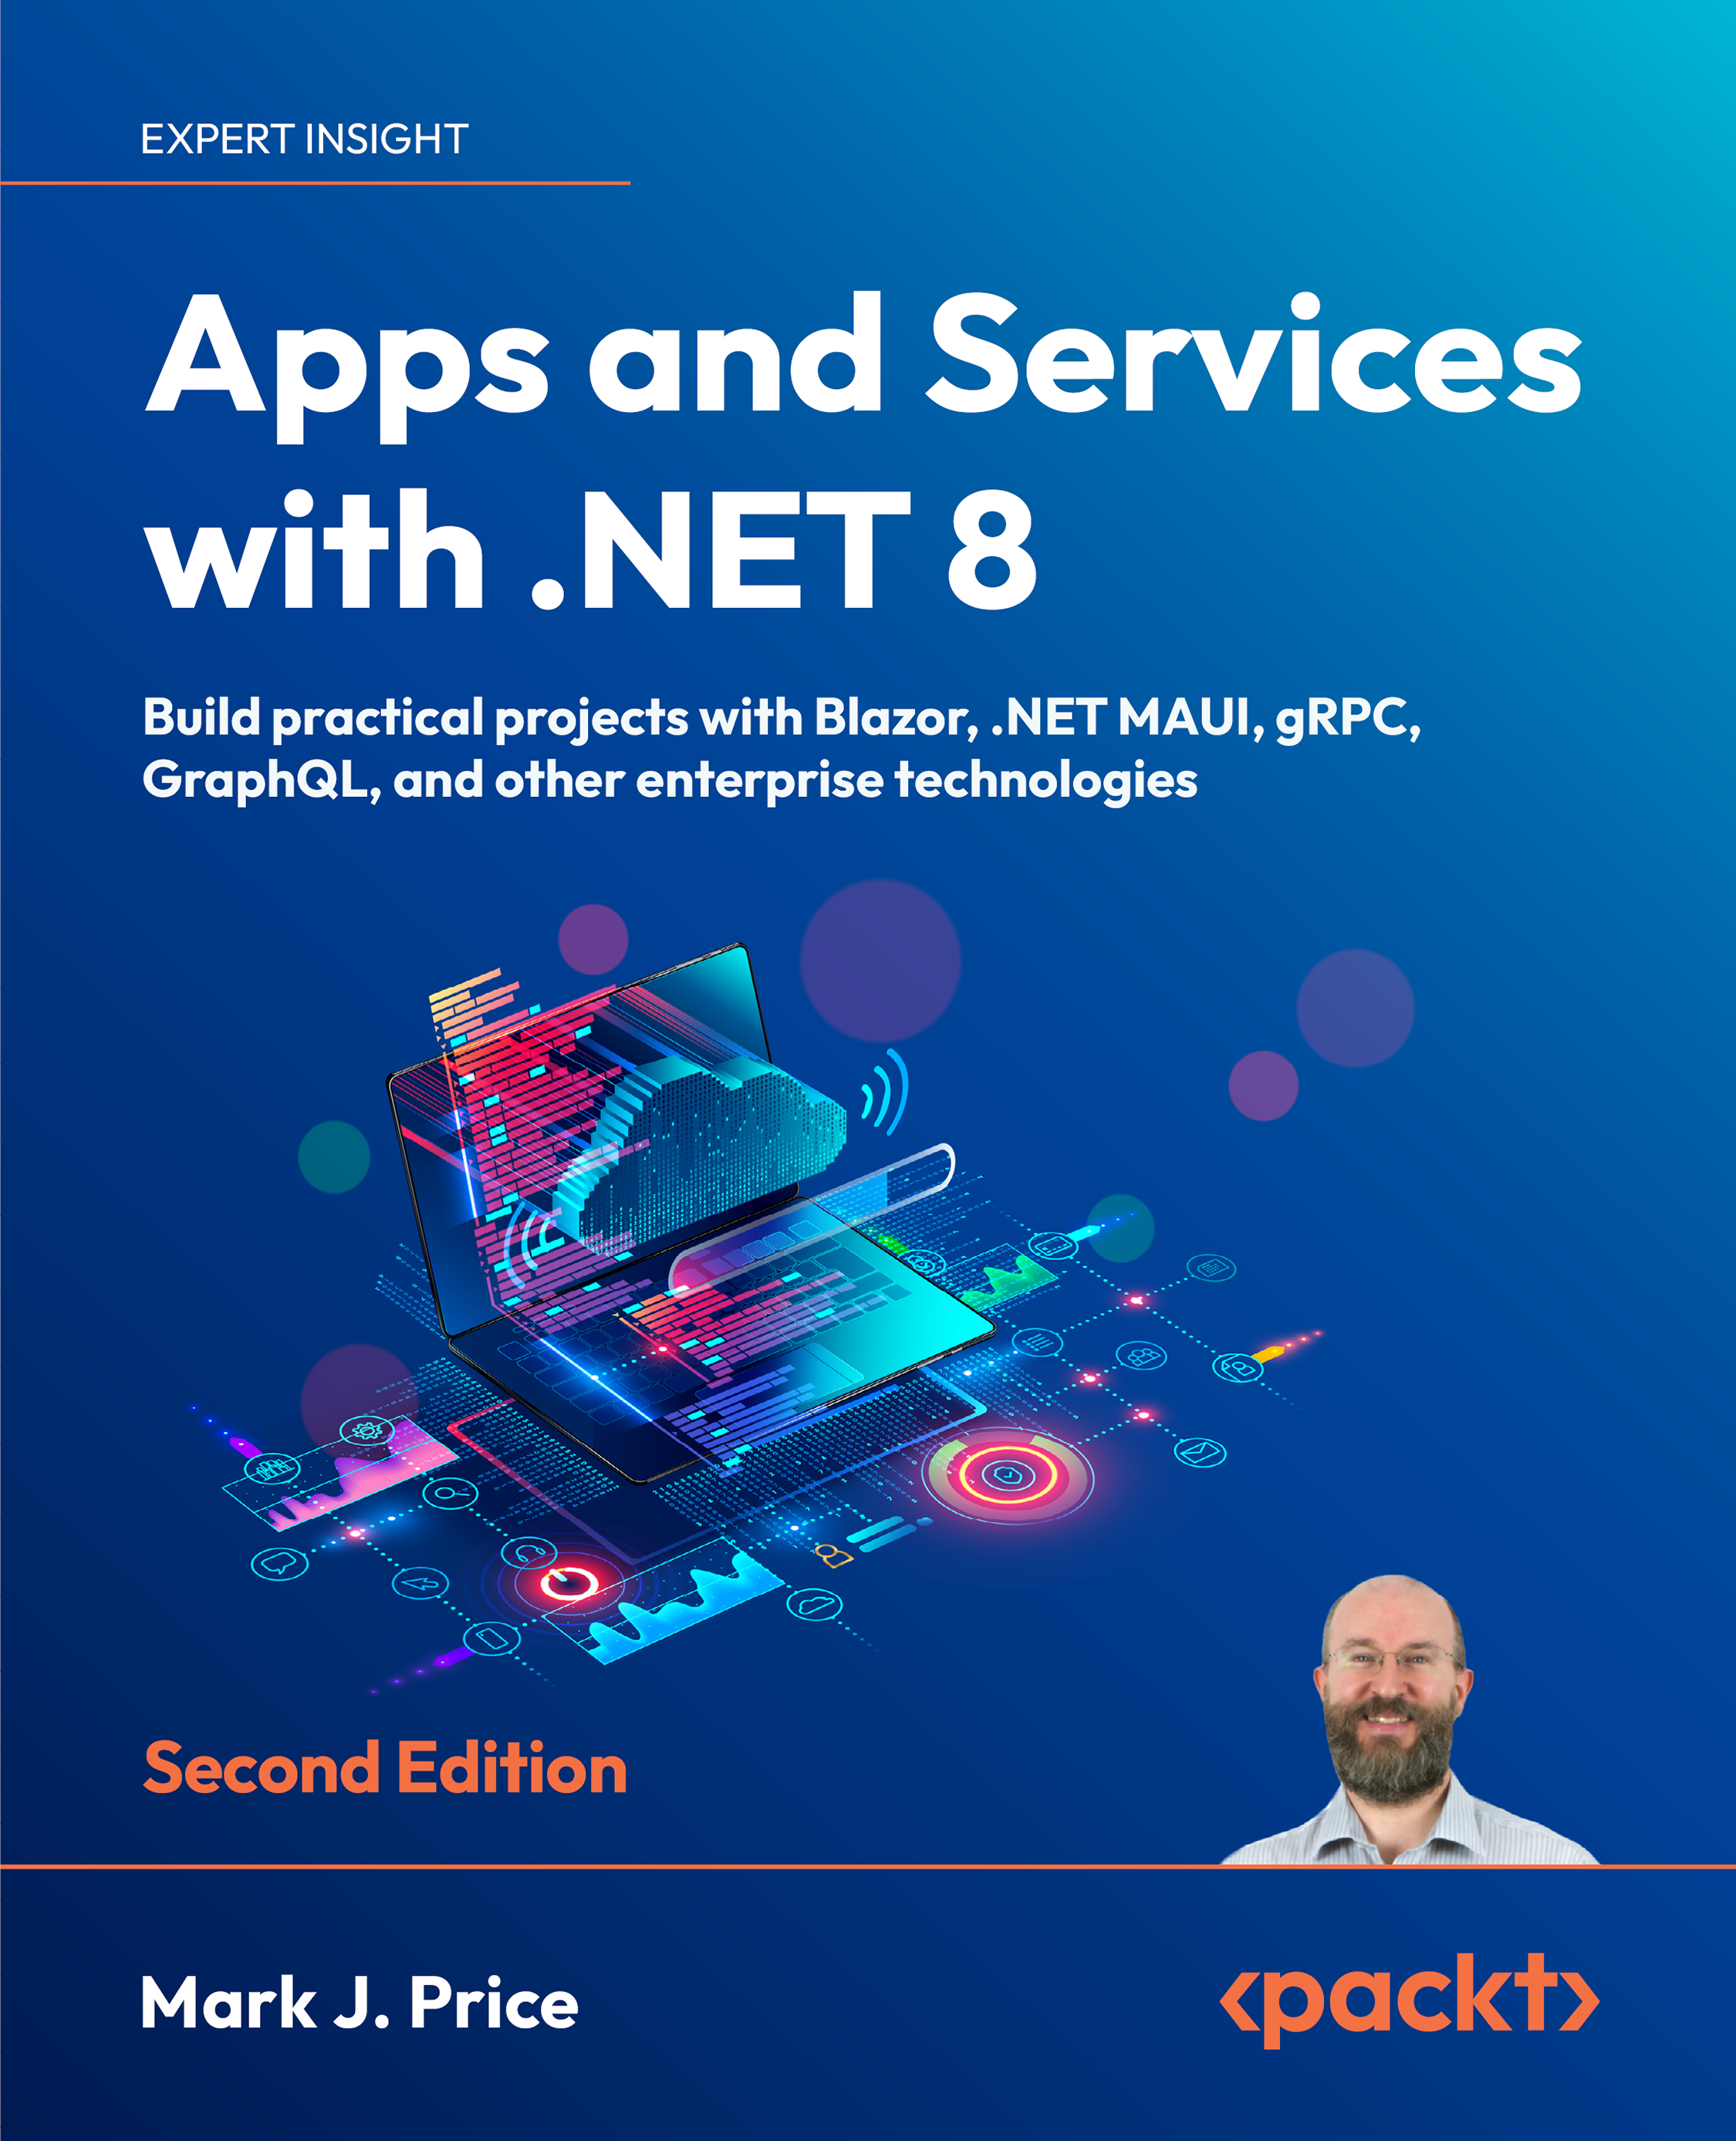 EXPERT INSIGHT
Apps and Services
with .NET 8
Build practical projects with Blazor, .NET MAUI, gRPC,
GraphQL, and other enterprise technologies
Second Edition
Mark J. Price
<packt>